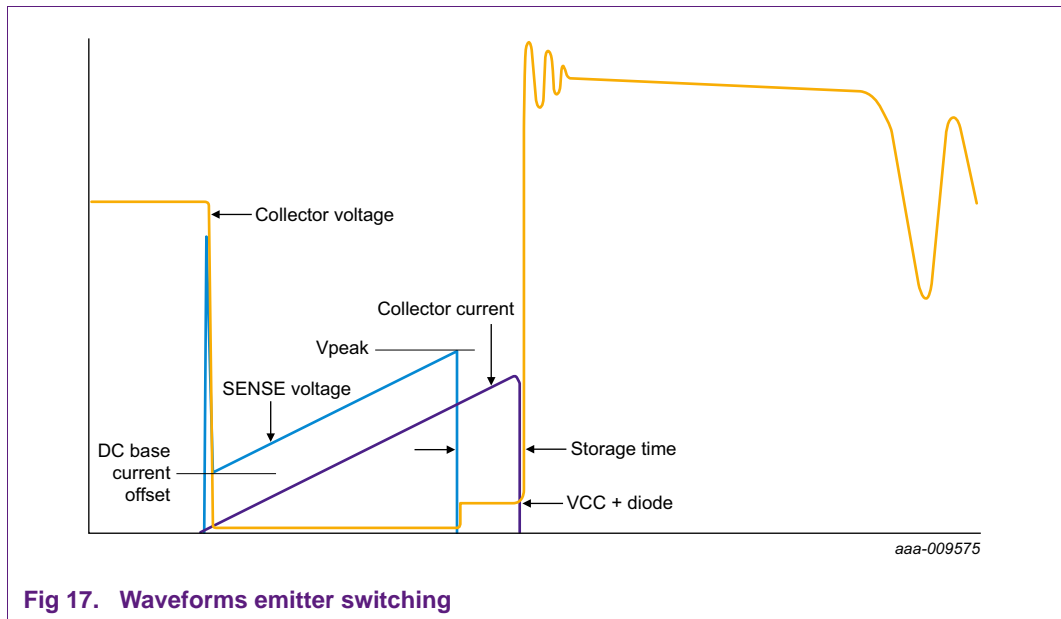 Collector voltage
Collector current
Vpeak
SENSE voltage
DC base
current
offset
Storage time
VCC + diode
aaa-009575
Fig 17. Waveforms emitter switching